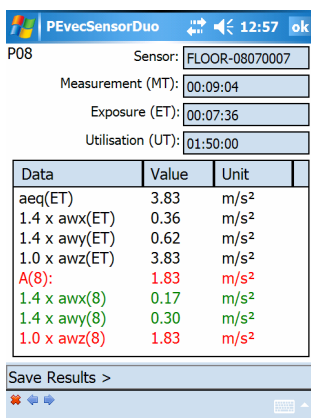 PEvecSensorDuo 12:57 ok
P08 Sensor: FLOOR-08070007
Measurement (MT): 00:09:04
Exposure (ET): 00:07:36
Utilisation (UT): 01:50:00
Data Value Unit
aeq(ET) 3.83 m/s²
1.4 x awx(ET) 0.36 m/s²
1.4 x awy(ET) 0.62 m/s²
1.0 x awz(ET) 3.83 m/s²
A(8): 1.83 m/s²
1.4 x awx(8) 0.17 m/s²
1.4 x awy(8) 0.30 m/s²
1.0 x awz(8) 1.83 m/s²
Save Results >